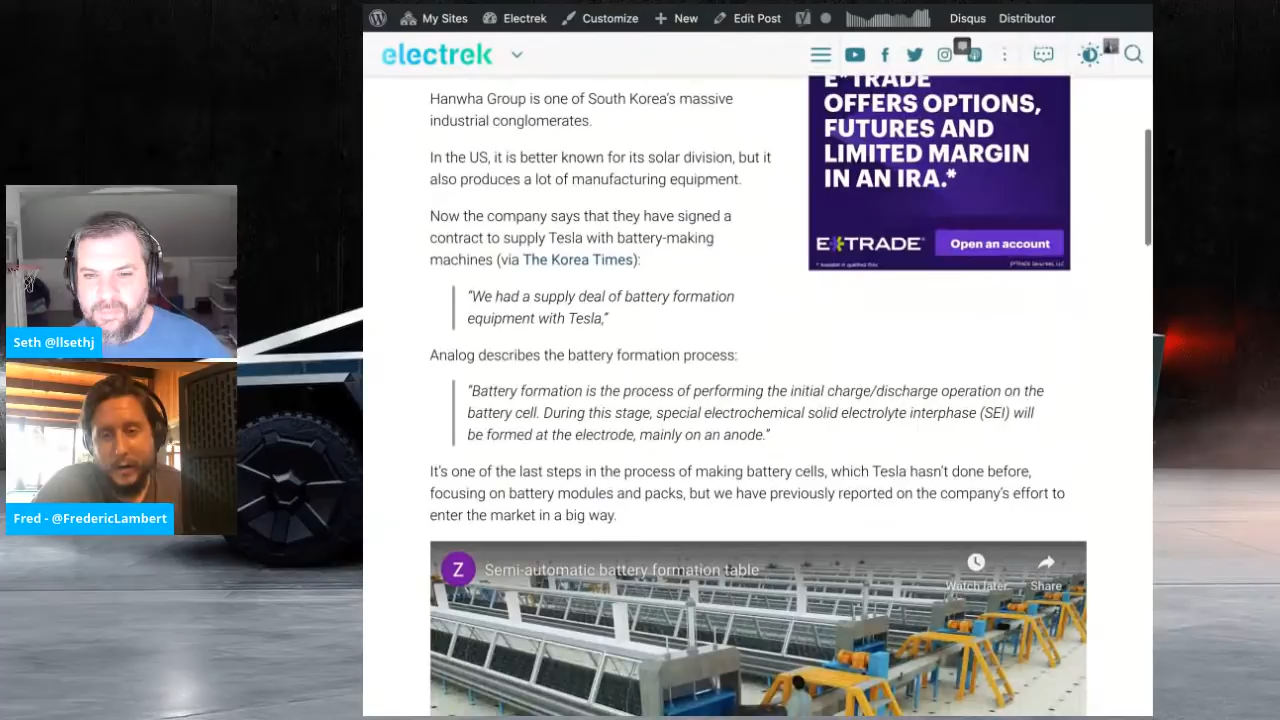 My Sites
Electrek
Customize
New
Edit Post
Disqus
Distributor
electrek
E*TRADE
OFFERS OPTIONS,
FUTURES AND
LIMITED MARGIN
IN AN IRA.*
E*TRADE
Open an account
Hanwha Group is one of South Korea's massive
industrial conglomerates.
In the US, it is better known for its solar division, but it
also produces a lot of manufacturing equipment.
Now the company says that they have signed a
contract to supply Tesla with battery-making
machines (via The Korea Times):
"We had a supply deal of battery formation
equipment with Tesla,"
Analog describes the battery formation process:
"Battery formation is the process of performing the initial charge/discharge operation on the
battery cell. During this stage, special electrochemical solid electrolyte interphase (SEI) will
be formed at the electrode, mainly on an anode."
It's one of the last steps in the process of making battery cells, which Tesla hasn't done before,
focusing on battery modules and packs, but we have previously reported on the company's effort to
enter the market in a big way.
Z
Semi-automatic battery formation table
Watch later
Share
Seth @llsethj
Fred - @FredericLambert